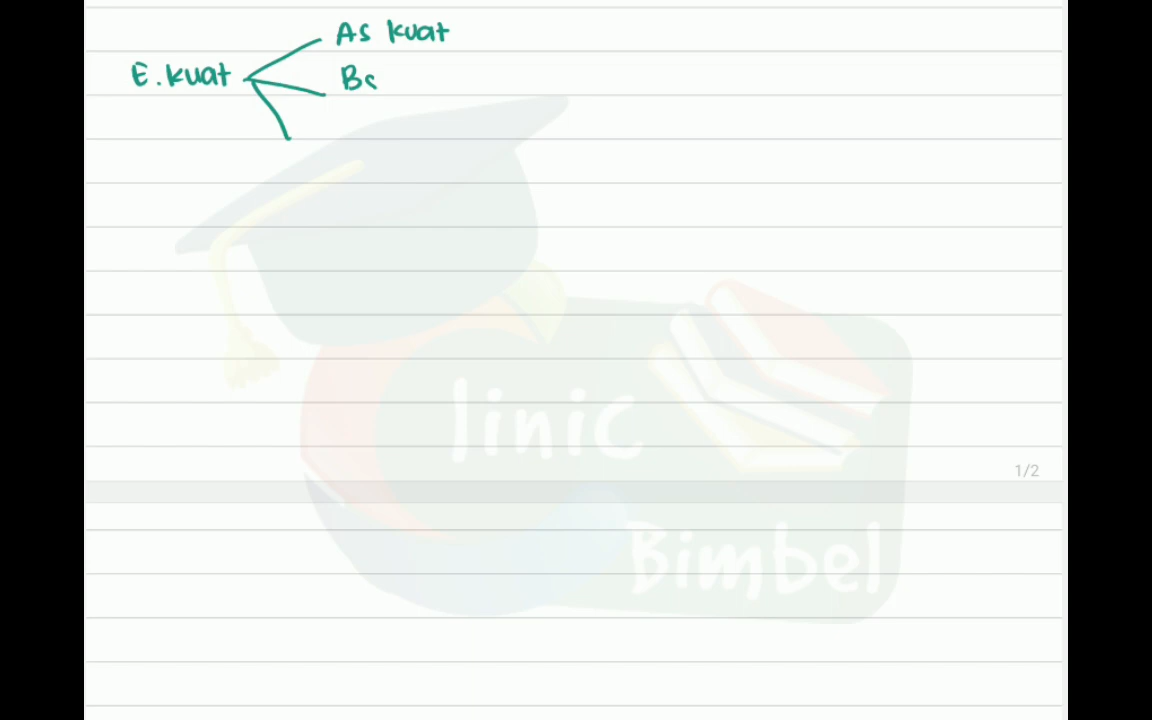 As kuat
E. kuat
Bs
linic
1/2
Bimbel